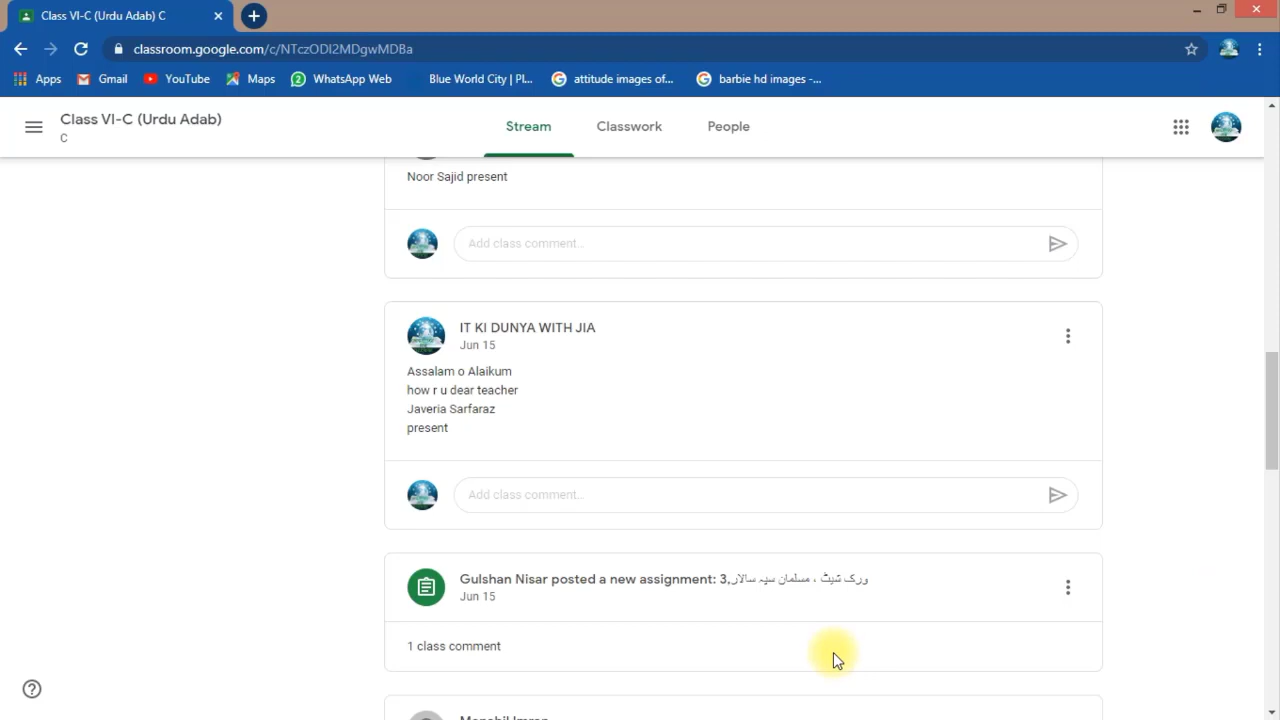 Class VI-C (Urdu Adab) C
classroom.google.com/c/NTczODI2MDgwMDBa
Apps
Gmail
YouTube
Maps
WhatsApp Web
Blue World City | Pl...
attitude images of...
barbie hd images -...
Class VI-C (Urdu Adab)
C
Stream
Classwork
People
Noor Sajid present
Add class comment...
IT KI DUNYA WITH JIA
Jun 15
Assalam o Alaikum
how r u dear teacher
Javeria Sarfaraz
present
Add class comment...
Gulshan Nisar posted a new assignment: 3,ورک شیٹ ، مسلمان سپہ سالار
Jun 15
1 class comment